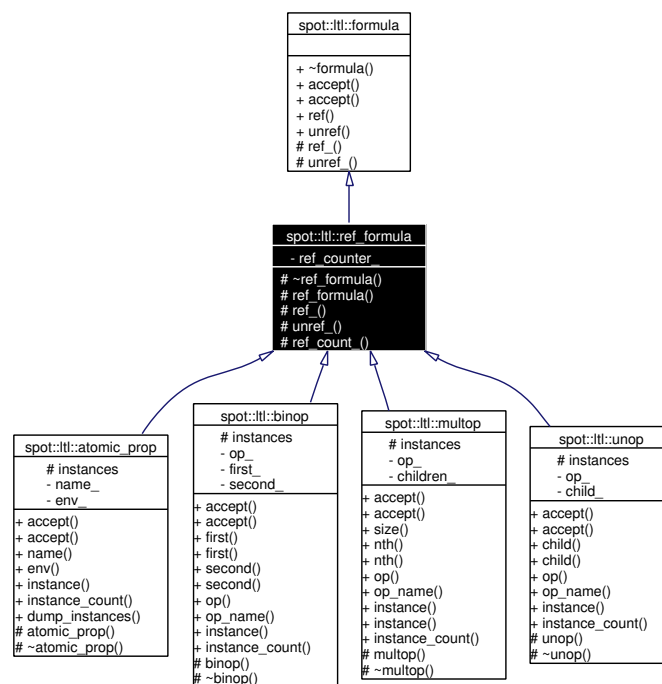 spot::ltl::formula
+ ~formula()
+ accept()
+ accept()
+ ref()
+ unref()
# ref_()
# unref_()
spot::ltl::ref_formula
- ref_counter_
# ~ref_formula()
# ref_formula()
# ref_()
# unref_()
# ref_count_()
spot::ltl::atomic_prop
# instances
- name_
- env_
+ accept()
+ accept()
+ name()
+ env()
+ instance()
+ instance_count()
+ dump_instances()
# atomic_prop()
# ~atomic_prop()
spot::ltl::binop
# instances
- op_
- first_
- second_
+ accept()
+ accept()
+ first()
+ first()
+ second()
+ second()
+ op()
+ op_name()
+ instance()
+ instance_count()
# binop()
# ~binop()
spot::ltl::multop
# instances
- op_
- children_
+ accept()
+ accept()
+ size()
+ nth()
+ nth()
+ op()
+ op_name()
+ instance()
+ instance()
+ instance_count()
# multop()
# ~multop()
spot::ltl::unop
# instances
- op_
- child_
+ accept()
+ accept()
+ child()
+ child()
+ op()
+ op_name()
+ instance()
+ instance_count()
# unop()
# ~unop()